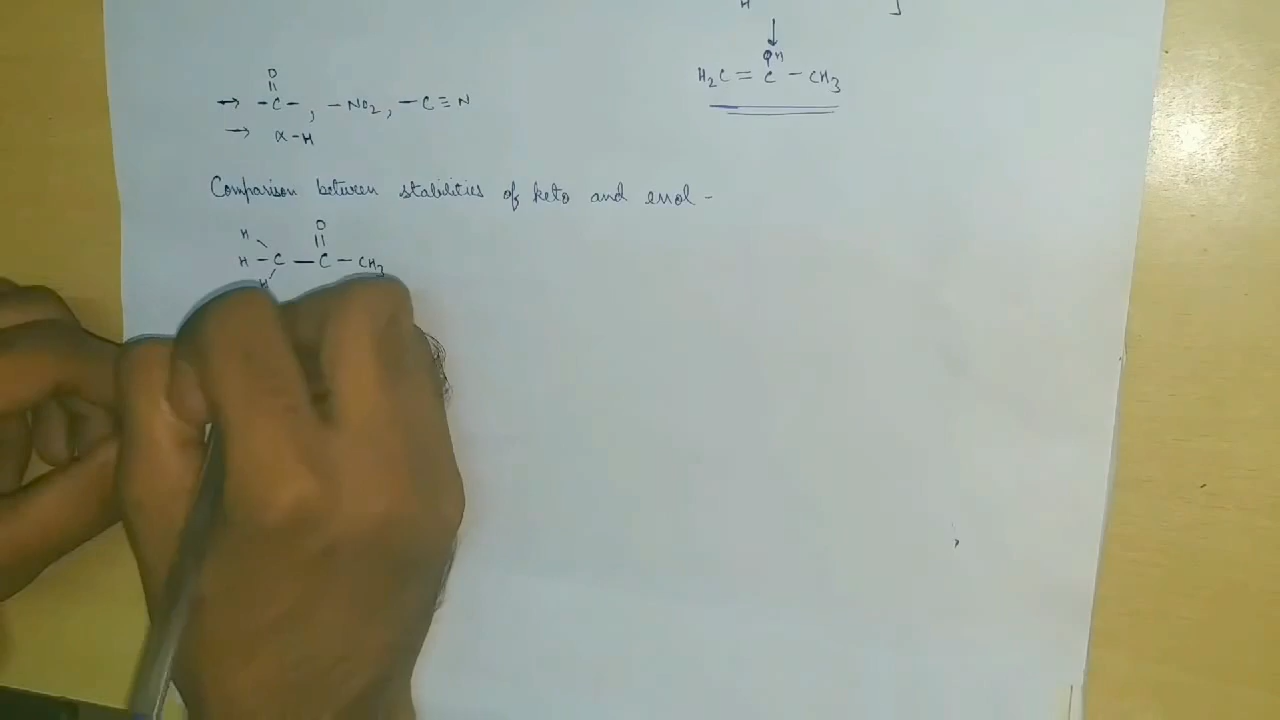 H
↓
OH
H₂C = C − CH₃
O
||
→ −C−, −NO₂, −C≡N
→ α−H
Comparison between stabilities of keto and enol −
H O
\ ||
H − C — C − CH₃
/
H